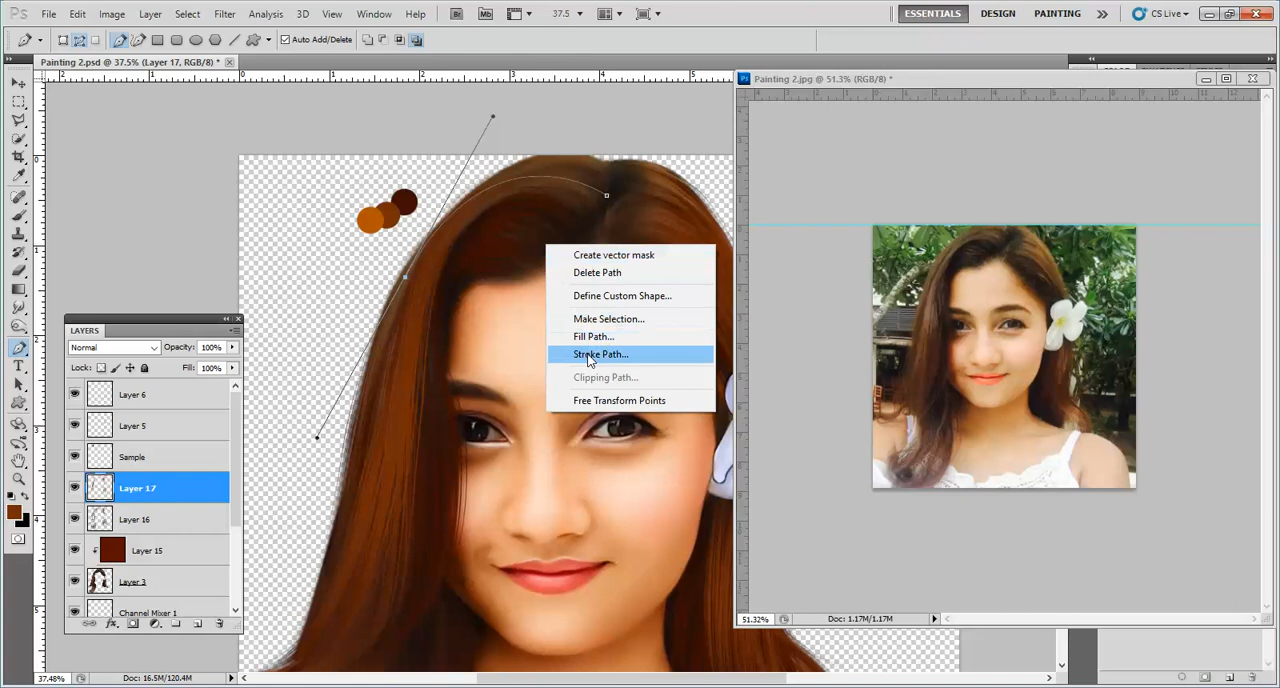 Ps File Edit Image Layer Select Filter Analysis 3D View Window Help Br Mb 37.5 ESSENTIALS DESIGN PAINTING CS Live
Auto Add/Delete
Painting 2.psd @ 37.5% (Layer 17, RGB/8) *
Painting 2.jpg @ 51.3% (RGB/8) *
LAYERS
Normal Opacity: 100%
Lock: Fill: 100%
Layer 6
Layer 5
Sample
Layer 17
Layer 16
Layer 15
Layer 3
Channel Mixer 1
Create vector mask
Delete Path
Define Custom Shape...
Make Selection...
Fill Path...
Stroke Path...
Clipping Path...
Free Transform Points
51.32% Doc: 1.17M/1.17M
37.48% Doc: 16.5M/120.4M